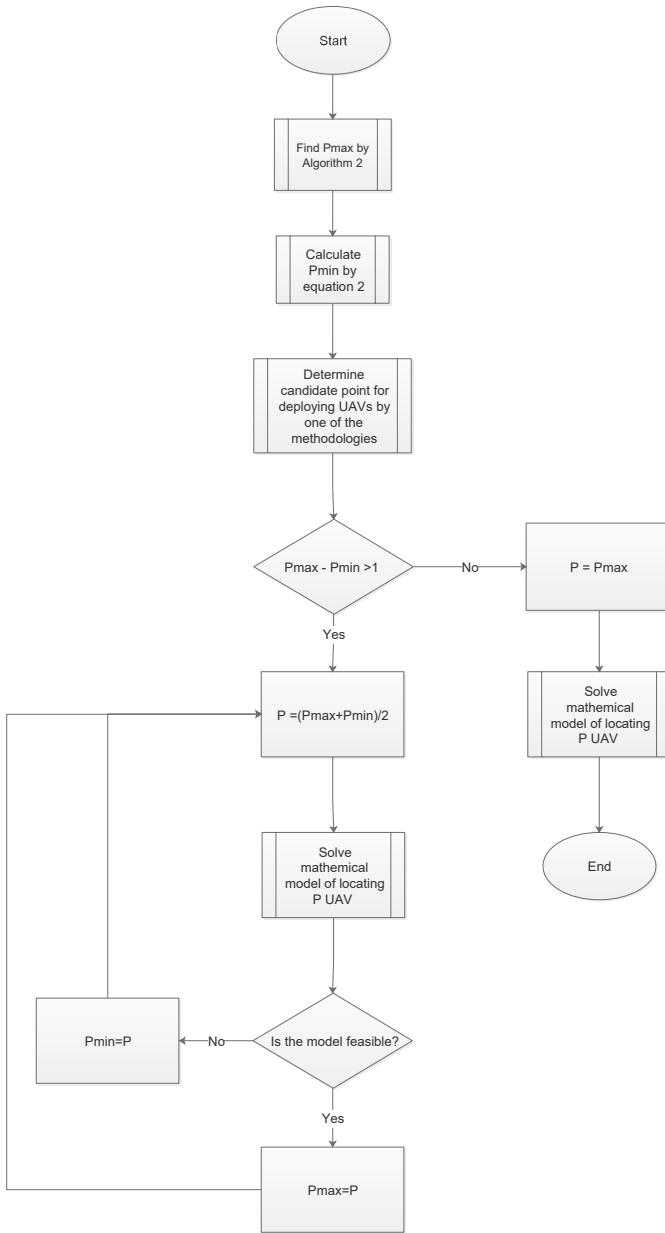 Start
Find Pmax by
Algorithm 2
Calculate
Pmin by
equation 2
Determine
candidate point for
deploying UAVs by
one of the
methodologies
Pmax - Pmin >1
No
P = Pmax
Yes
P =(Pmax+Pmin)/2
Solve
mathemical
model of locating
P UAV
Solve
mathemical
model of locating
P UAV
End
Is the model feasible?
No
Pmin=P
Yes
Pmax=P